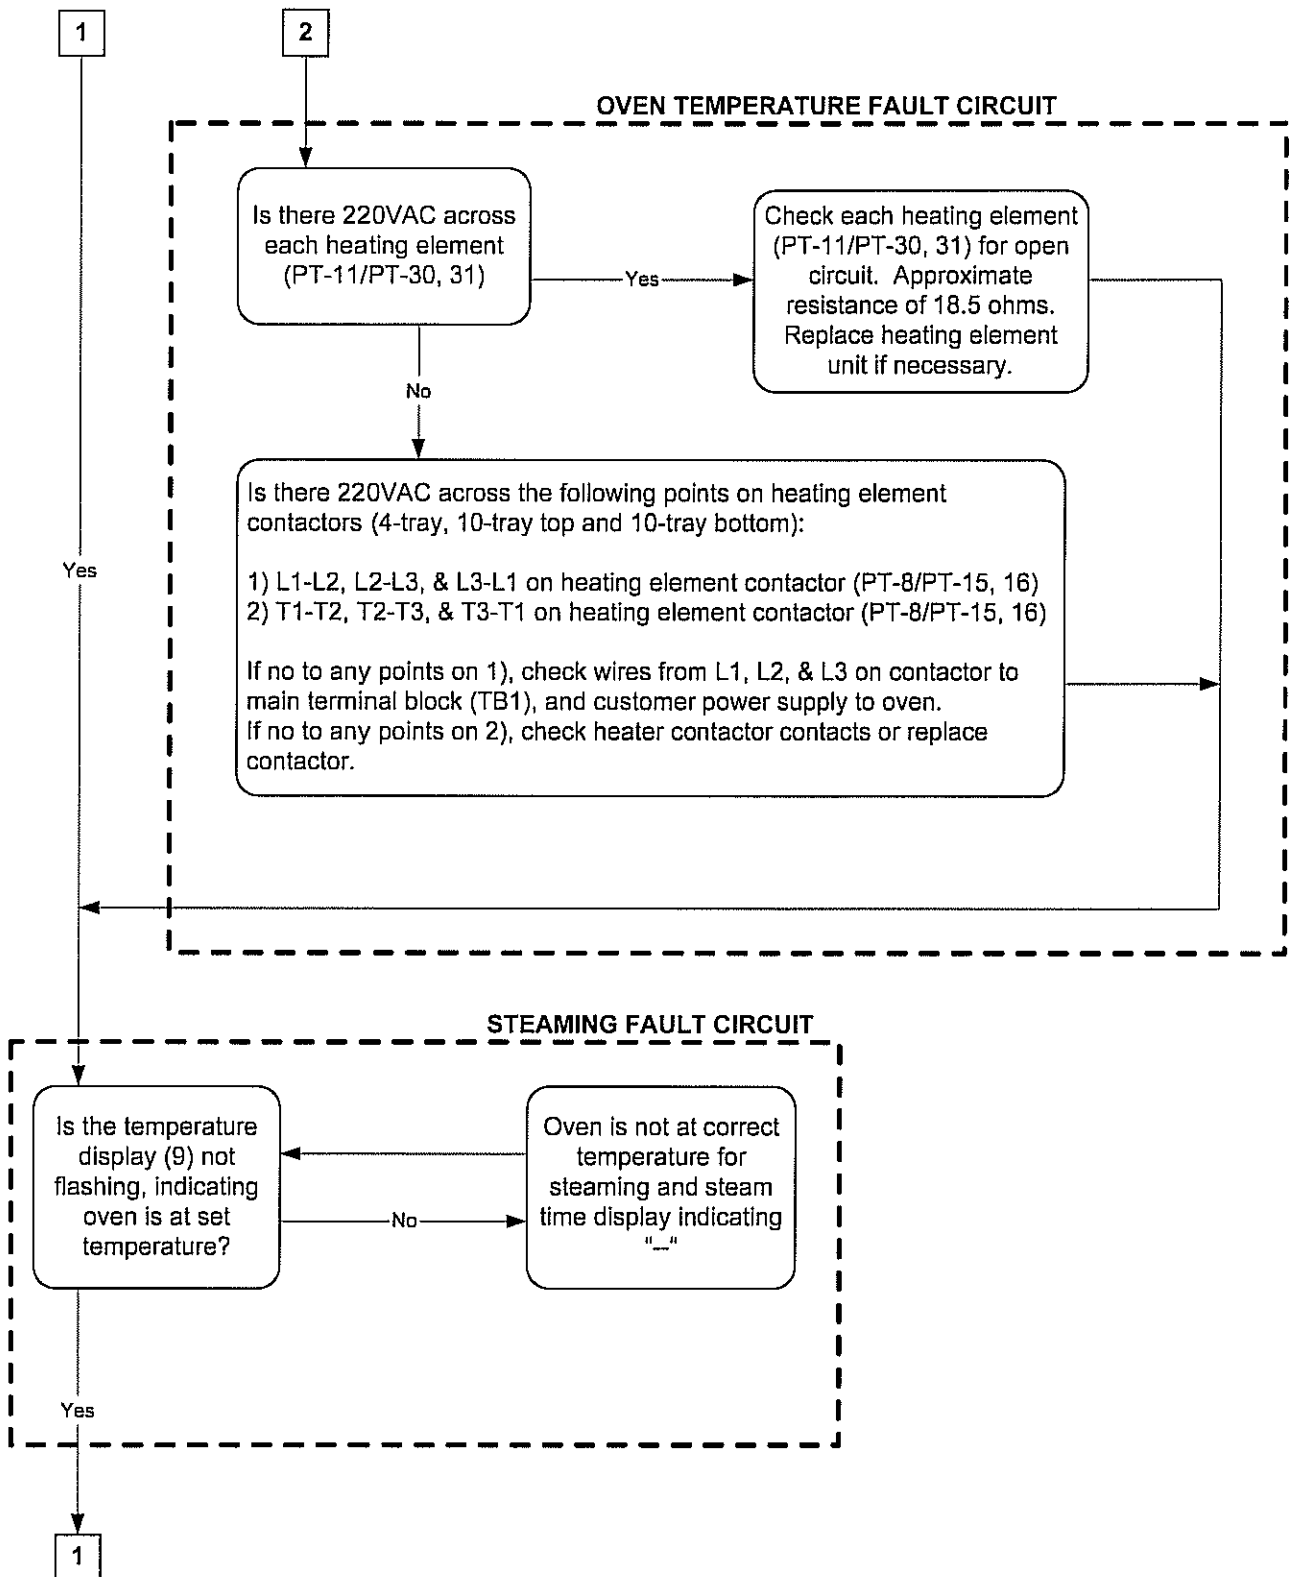 1
2
OVEN TEMPERATURE FAULT CIRCUIT
Is there 220VAC across
each heating element
(PT-11/PT-30, 31)
Yes
Check each heating element
(PT-11/PT-30, 31) for open
circuit. Approximate
resistance of 18.5 ohms.
Replace heating element
unit if necessary.
No
Is there 220VAC across the following points on heating element
contactors (4-tray, 10-tray top and 10-tray bottom):
1) L1-L2, L2-L3, & L3-L1 on heating element contactor (PT-8/PT-15, 16)
2) T1-T2, T2-T3, & T3-T1 on heating element contactor (PT-8/PT-15, 16)
If no to any points on 1), check wires from L1, L2, & L3 on contactor to
main terminal block (TB1), and customer power supply to oven.
If no to any points on 2), check heater contactor contacts or replace
contactor.
Yes
STEAMING FAULT CIRCUIT
Is the temperature
display (9) not
flashing, indicating
oven is at set
temperature?
No
Oven is not at correct
temperature for
steaming and steam
time display indicating
"--"
Yes
1